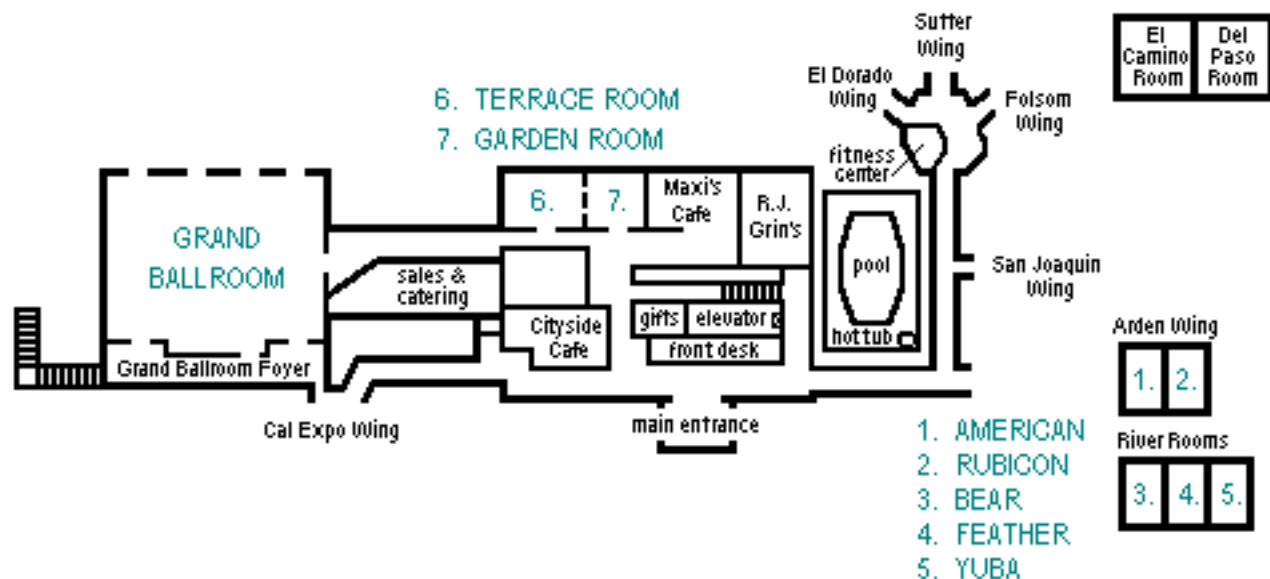 Sutter
Wing
El
Camino
Room
Del
Paso
Room
El Dorado
Wing
Folsom
Wing
6. TERRACE ROOM
7. GARDEN ROOM
fitness
center
6.
7.
Maxi's
Cafe
R.J.
Grin's
GRAND
BALLROOM
sales &
catering
pool
San Joaquin
Wing
Cityside
Cafe
gifts
elevator
front desk
hot tub
Arden Wing
1.
2.
Grand Ballroom Foyer
Cal Expo Wing
main entrance
1. AMERICAN
2. RUBICON
3. BEAR
4. FEATHER
5. YUBA
River Rooms
3.
4.
5.